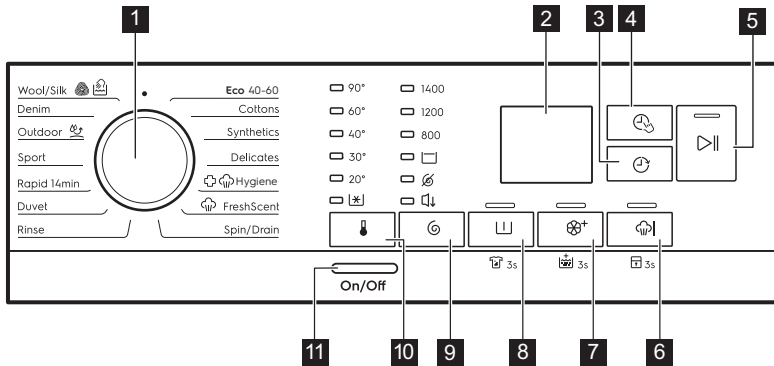 1
2
3
4
5
Wool/Silk
Denim
Outdoor
Sport
Rapid 14min
Duvet
Rinse
Eco 40-60
Cottons
Synthetics
Delicates
Hygiene
FreshScent
Spin/Drain
90°
60°
40°
30°
20°
1400
1200
800
3s
3s
3s
On/Off
11
10
9
8
7
6